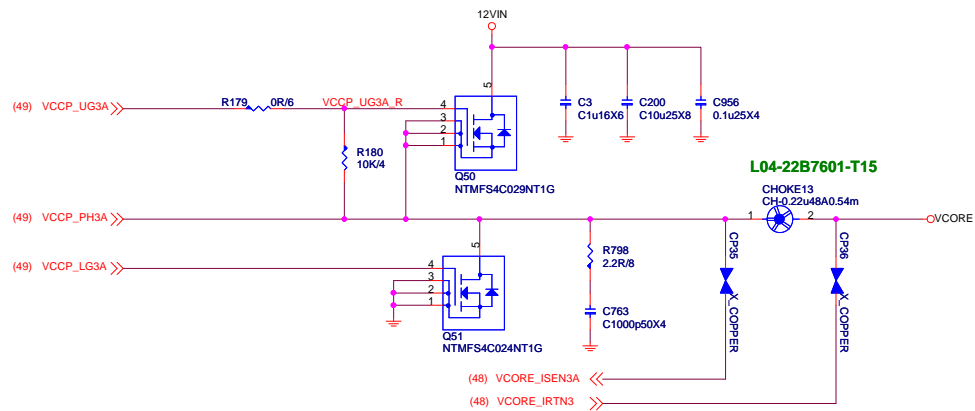 12VIN
(49) VCCP_UG3A
R179 0R/6
VCCP_UG3A_R
R180
10K/4
5
4
3
2
1
Q50
NTMFS4C029NT1G
C3
C1u16X6
C200
C10u25X8
C956
0.1u25X4
L04-22B7601-T15
CHOKE13
CH-0.22u48A0.54m
(49) VCCP_PH3A
1
2
VCORE
(49) VCCP_LG3A
5
4
3
2
1
Q51
NTMFS4C024NT1G
R798
2.2R/8
C763
C1000p50X4
CP35
X_COPPER
CP36
X_COPPER
(48) VCORE_ISEN3A
(48) VCORE_IRTN3